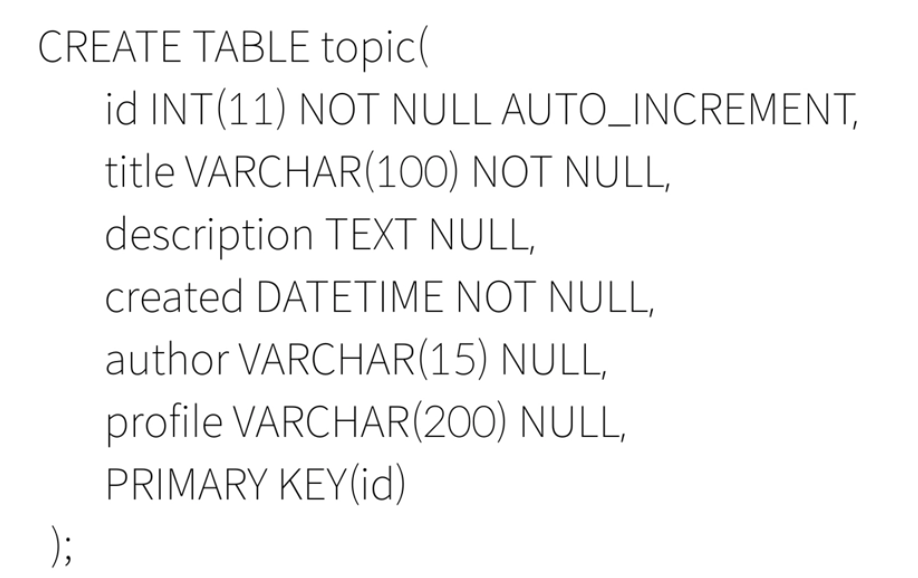 CREATE TABLE topic(
id INT(11) NOT NULL AUTO_INCREMENT,
title VARCHAR(100) NOT NULL,
description TEXT NULL,
created DATETIME NOT NULL,
author VARCHAR(15) NULL,
profile VARCHAR(200) NULL,
PRIMARY KEY(id)
);